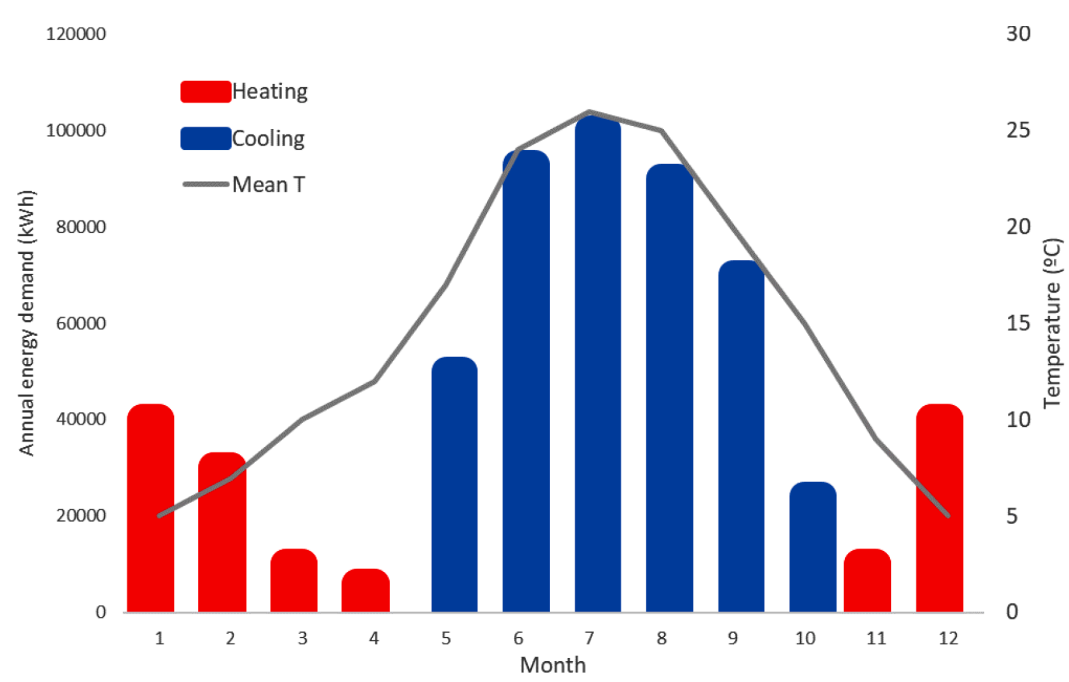 120000
100000
80000
60000
40000
20000
0
Annual energy demand (kWh)
Heating
Cooling
Mean T
30
25
20
15
10
5
0
Temperature (ºC)
1 2 3 4 5 6 7 8 9 10 11 12
Month